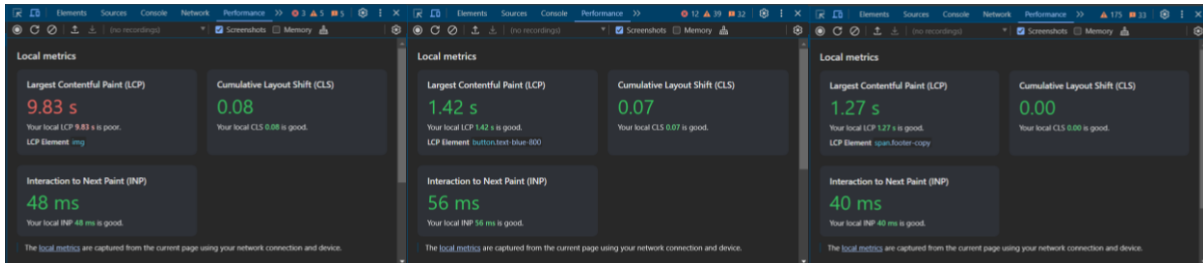 Elements Sources Console Network Performance 3 5 5
(no recordings) Screenshots Memory
Local metrics
Largest Contentful Paint (LCP)
9.83 s
Your local LCP 9.83 s is poor.
LCP Element img
Cumulative Layout Shift (CLS)
0.08
Your local CLS 0.08 is good.
Interaction to Next Paint (INP)
48 ms
Your local INP 48 ms is good.
The local metrics are captured from the current page using your network connection and device.
Elements Sources Console Performance 12 39 32
(no recordings) Screenshots Memory
Local metrics
Largest Contentful Paint (LCP)
1.42 s
Your local LCP 1.42 s is good.
LCP Element button.text-blue-800
Cumulative Layout Shift (CLS)
0.07
Your local CLS 0.07 is good.
Interaction to Next Paint (INP)
56 ms
Your local INP 56 ms is good.
The local metrics are captured from the current page using your network connection and device.
Elements Sources Console Network Performance 175 33
(no recordings) Screenshots Memory
Local metrics
Largest Contentful Paint (LCP)
1.27 s
Your local LCP 1.27 s is good.
LCP Element span.footer-copy
Cumulative Layout Shift (CLS)
0.00
Your local CLS 0.00 is good.
Interaction to Next Paint (INP)
40 ms
Your local INP 40 ms is good.
The local metrics are captured from the current page using your network connection and device.